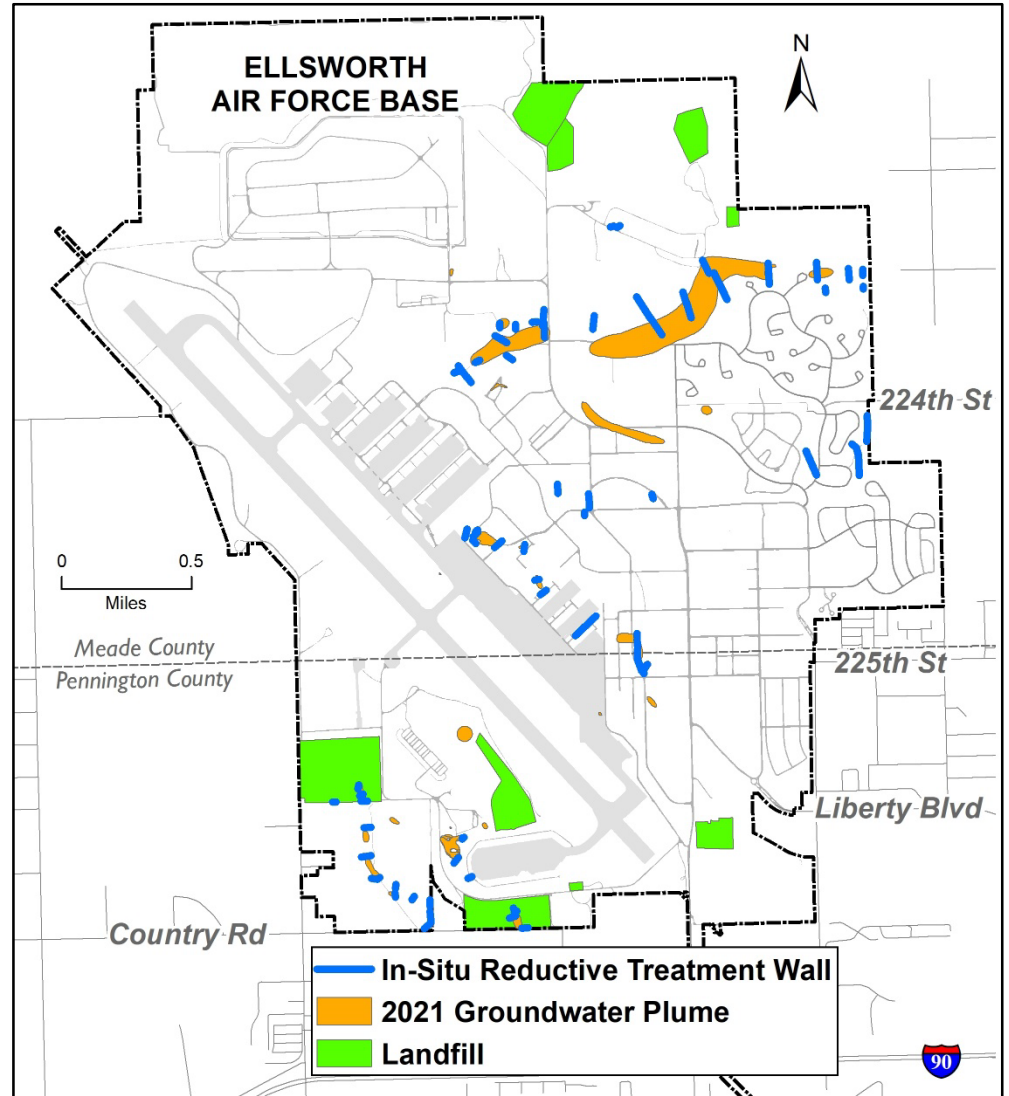 ELLSWORTH
AIR FORCE BASE
N
224th St
0 0.5
Miles
Meade County
Pennington County
225th St
Liberty Blvd
Country Rd
In-Situ Reductive Treatment Wall
2021 Groundwater Plume
Landfill
90